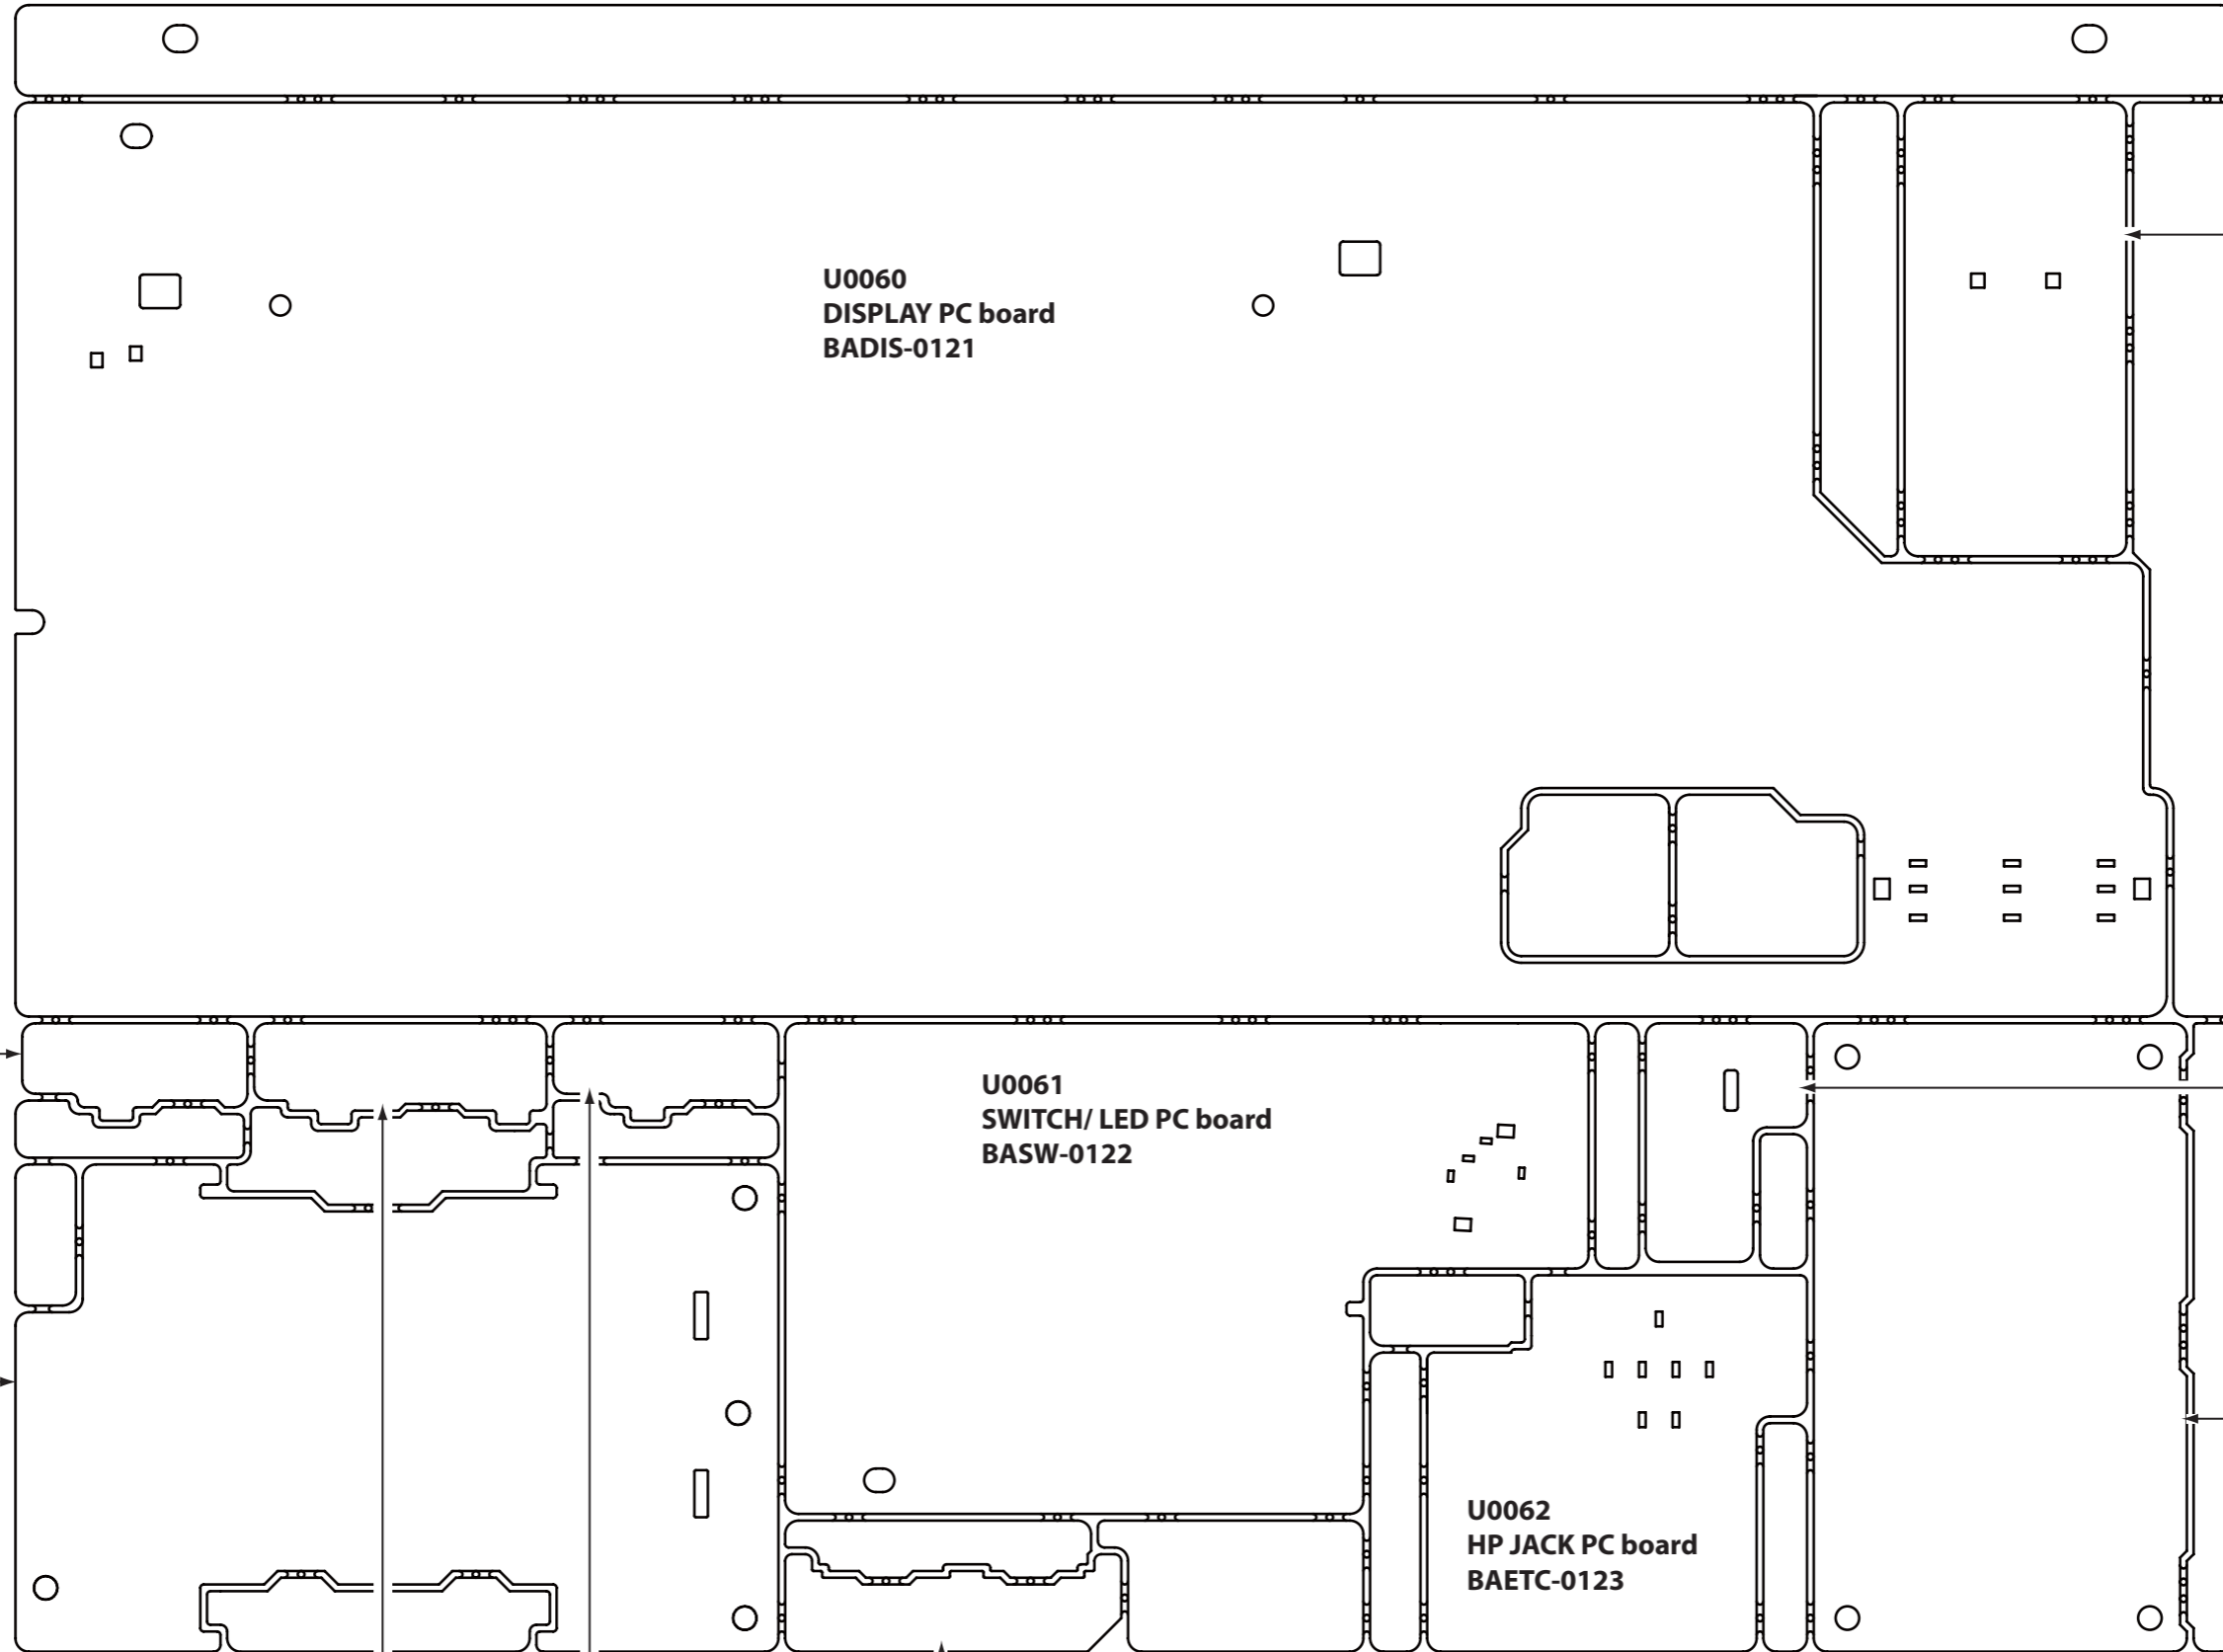 U0060
DISPLAY PC board
BADIS-0121
U0061
SWITCH/ LED PC board
BASW-0122
U0062
HP JACK PC board
BAETC-0123